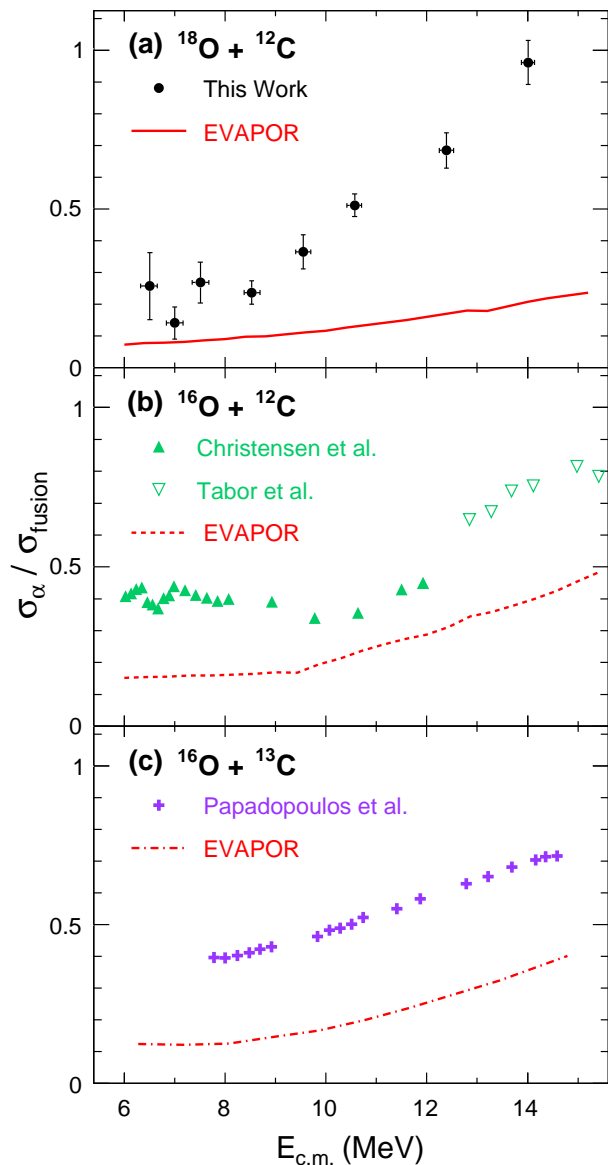 (a) ¹⁸O + ¹²C
1
This Work
EVAPOR
0.5
0
(b) ¹⁶O + ¹²C
1
Christensen et al.
Tabor et al.
EVAPOR
0.5
0
σα / σfusion
(c) ¹⁶O + ¹³C
1
Papadopoulos et al.
EVAPOR
0.5
0
6 8 10 12 14
E c.m. (MeV)